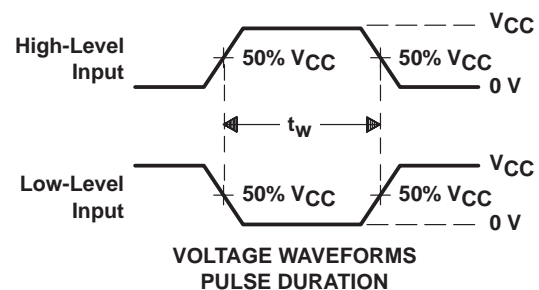 VCC
High-Level
Input
50% VCC
50% VCC
0 V
tw
VCC
Low-Level
Input
50% VCC
50% VCC
0 V
VOLTAGE WAVEFORMS
PULSE DURATION